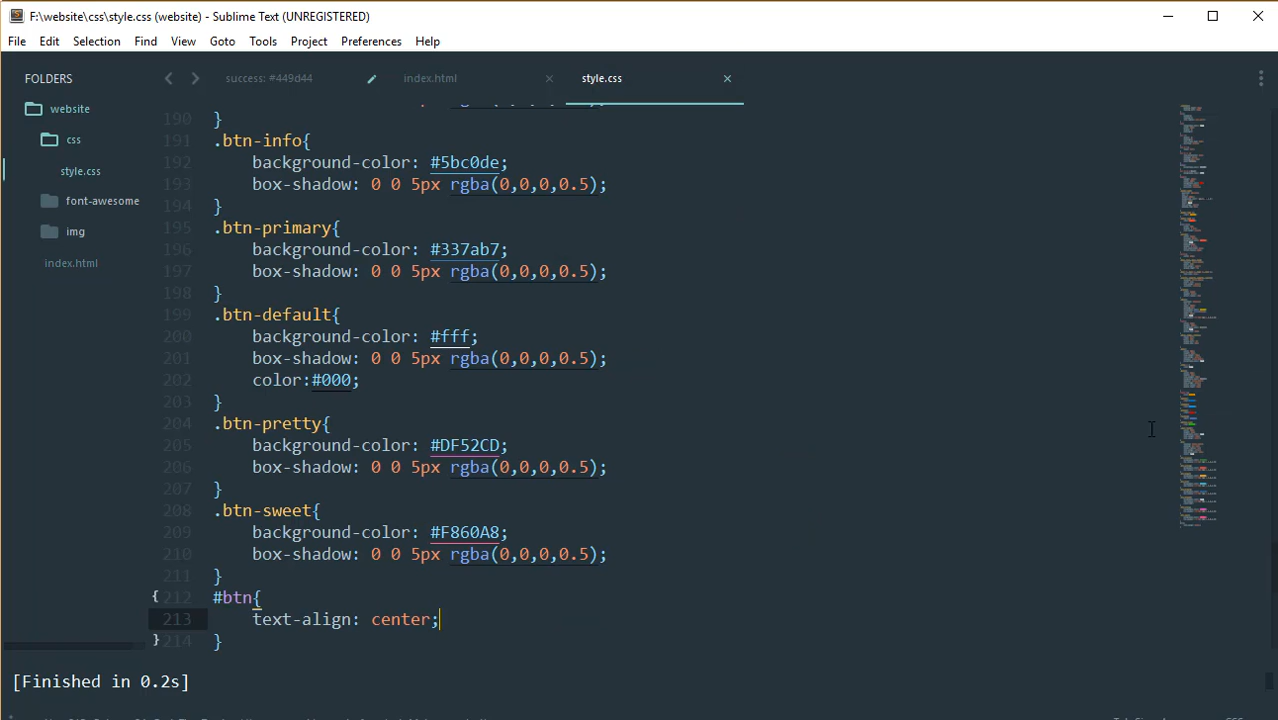 F:\website\css\style.css (website) - Sublime Text (UNREGISTERED)
File Edit Selection Find View Goto Tools Project Preferences Help
FOLDERS
website
css
style.css
font-awesome
img
index.html
success: #449d44 index.html style.css
190 }
191 .btn-info{
192 background-color: #5bc0de;
193 box-shadow: 0 0 5px rgba(0,0,0,0.5);
194 }
195 .btn-primary{
196 background-color: #337ab7;
197 box-shadow: 0 0 5px rgba(0,0,0,0.5);
198 }
199 .btn-default{
200 background-color: #fff;
201 box-shadow: 0 0 5px rgba(0,0,0,0.5);
202 color:#000;
203 }
204 .btn-pretty{
205 background-color: #DF52CD;
206 box-shadow: 0 0 5px rgba(0,0,0,0.5);
207 }
208 .btn-sweet{
209 background-color: #F860A8;
210 box-shadow: 0 0 5px rgba(0,0,0,0.5);
211 }
212 #btn{
213 text-align: center;
214 }
[Finished in 0.2s]